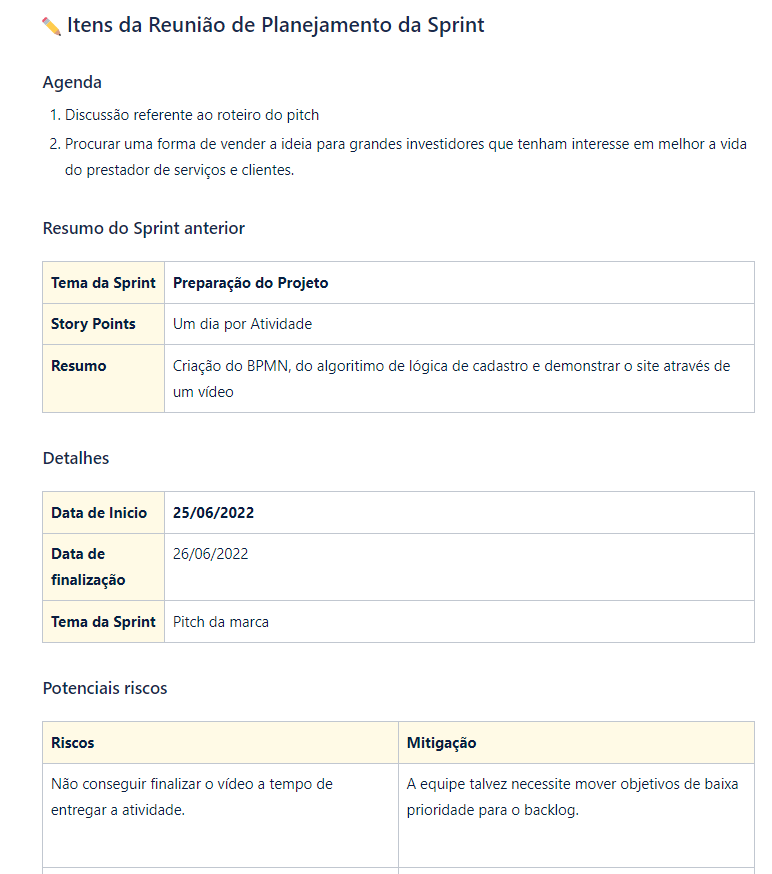 Itens da Reunião de Planejamento da Sprint
Agenda
1. Discussão referente ao roteiro do pitch
2. Procurar uma forma de vender a ideia para grandes investidores que tenham interesse em melhor a vida
do prestador de serviços e clientes.
Resumo do Sprint anterior
Tema da Sprint Preparação do Projeto
Story Points Um dia por Atividade
Resumo Criação do BPMN, do algoritimo de lógica de cadastro e demonstrar o site através de
um vídeo
Detalhes
Data de Inicio 25/06/2022
Data de 26/06/2022
finalização
Tema da Sprint Pitch da marca
Potenciais riscos
Riscos Mitigação
Não conseguir finalizar o vídeo a tempo de A equipe talvez necessite mover objetivos de baixa
entregar a atividade. prioridade para o backlog.